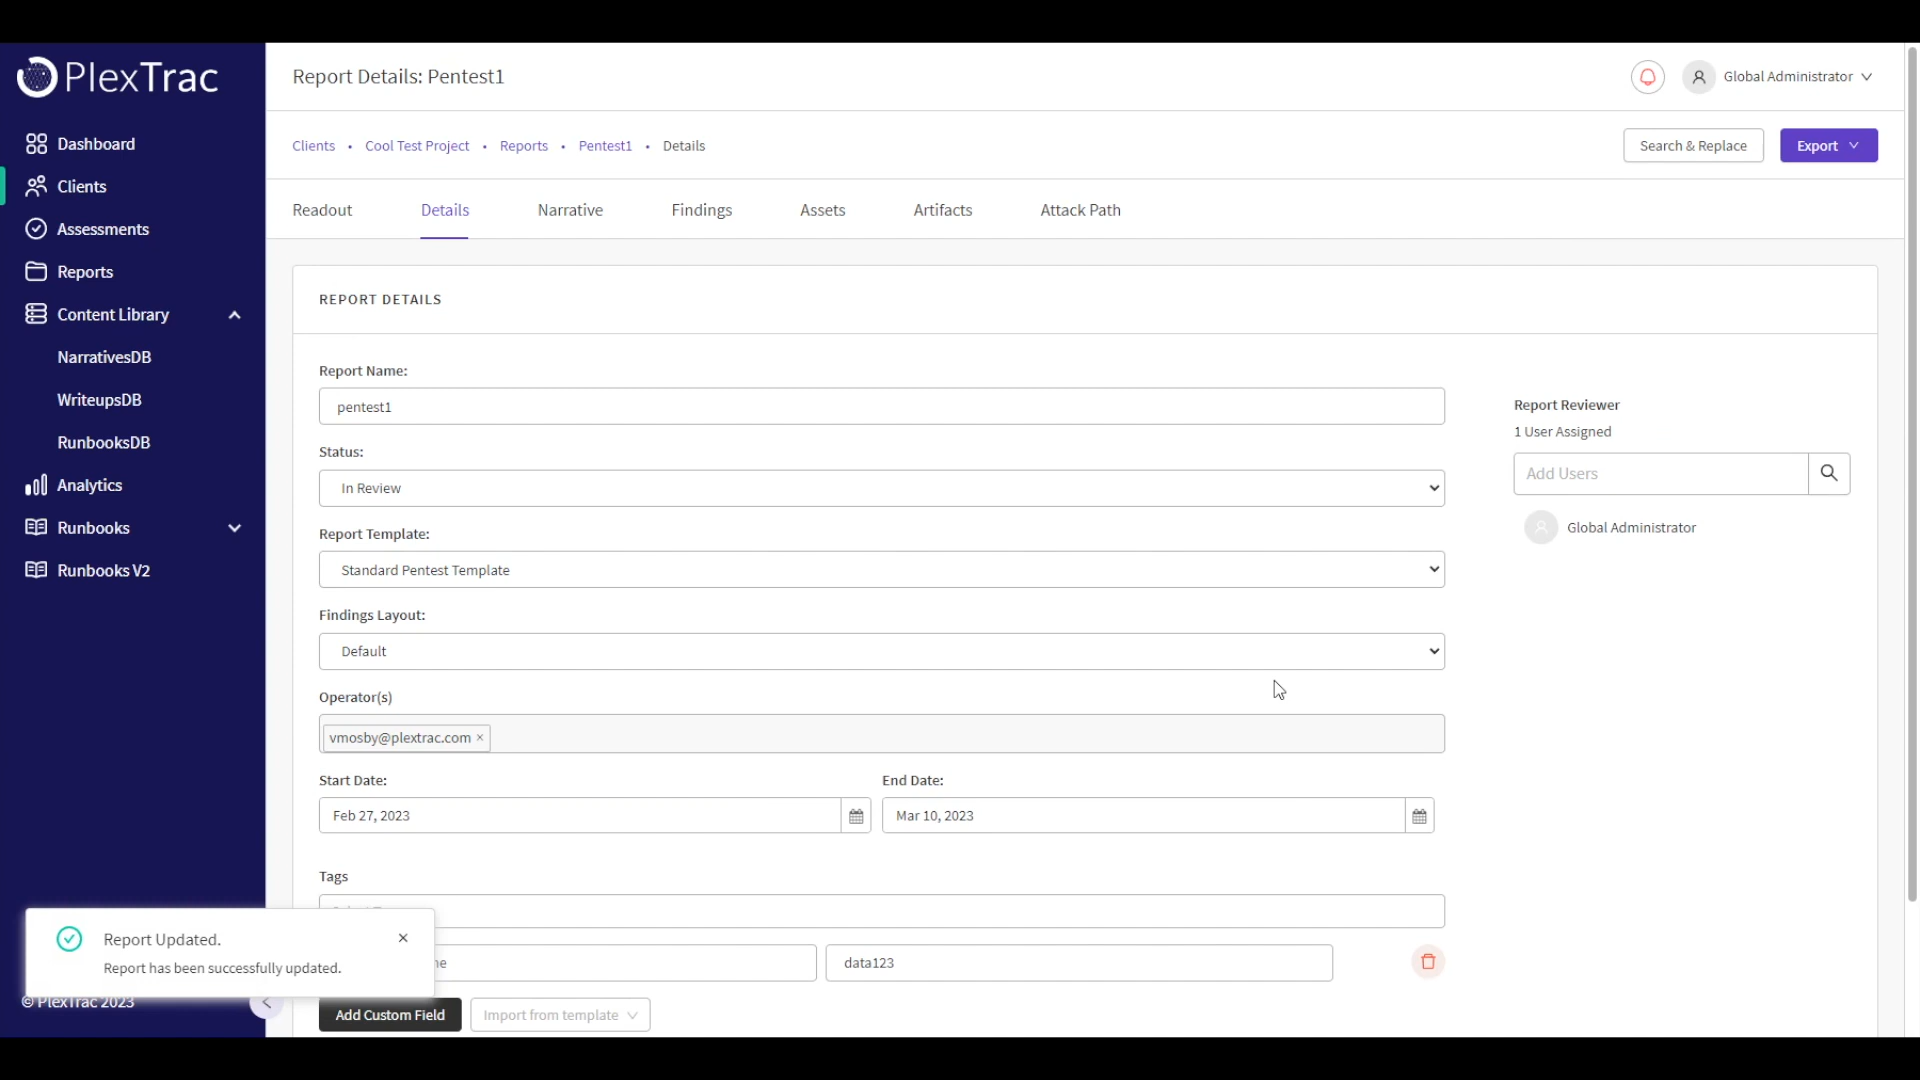 PlexTrac
Report Details: Pentest1
Global Administrator
Clients • Cool Test Project • Reports • Pentest1 • Details
Search & Replace
Export
Dashboard
Clients
Assessments
Reports
Content Library
NarrativesDB
WriteupsDB
RunbooksDB
Analytics
Runbooks
Runbooks V2
Readout
Details
Narrative
Findings
Assets
Artifacts
Attack Path
REPORT DETAILS
Report Name:
pentest1
Status:
In Review
Report Template:
Standard Pentest Template
Findings Layout:
Default
Operator(s)
vmosby@plextrac.com ×
Start Date:
End Date:
Feb 27, 2023
Mar 10, 2023
Tags
data123
Add Custom Field
Import from template
Report Reviewer
1 User Assigned
Add Users
Global Administrator
Report Updated.
Report has been successfully updated.
© PlexTrac 2023